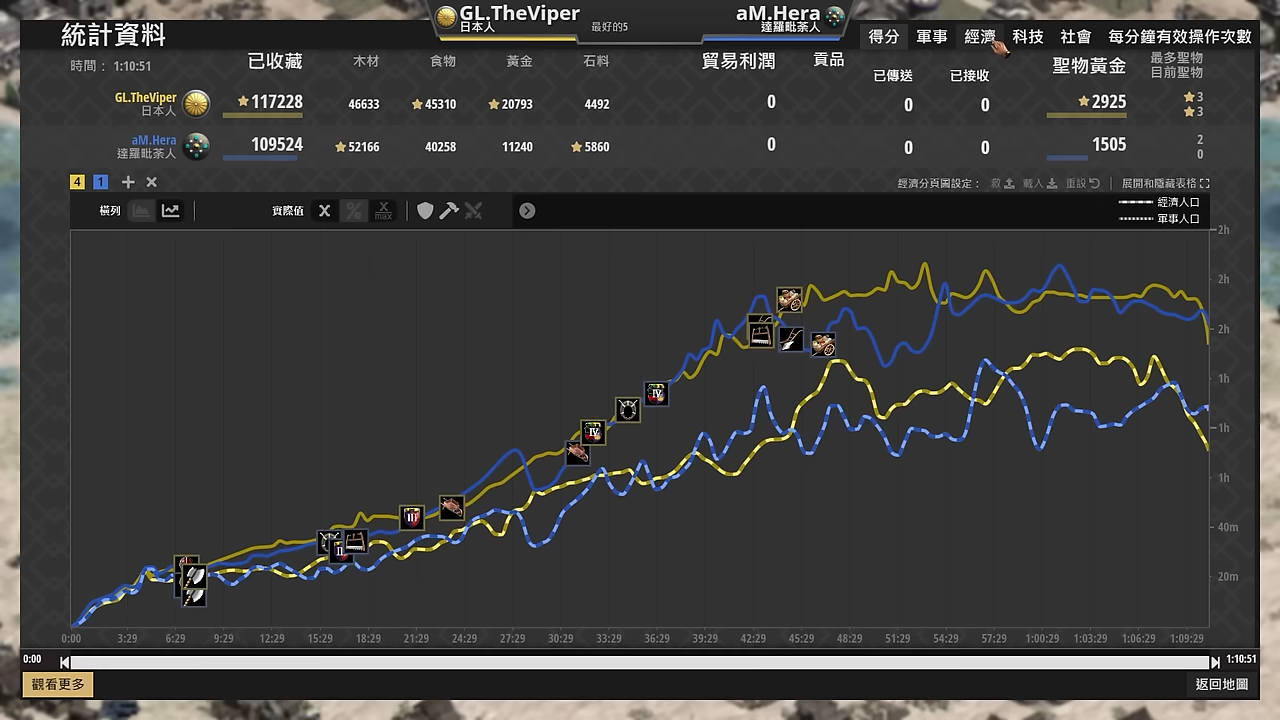 GL.TheViper
日本人
最好的5
aM.Hera
達羅毗荼人
統計資料
得分 軍事 經濟 科技 社會 每分鐘有效操作次數
時間： 1:10:51
已收藏 木材 食物 黃金 石料 貿易利潤 貢品 已傳送 已接收 聖物黃金 最多聖物
目前聖物
GL.TheViper
日本人
117228 46633 45310 20793 4492 0 0 0 2925 3
3
aM.Hera
達羅毗荼人
109524 52166 40258 11240 5860 0 0 0 1505 2
0
4 1
經濟分頁圖設定： 載入 重設 | 展開和隱藏表格
橫列 實際值 X % X
max
經濟人口
軍事人口
2h
2h
2h
1h
1h
1h
40m
20m
IV
IV
III
II
0:00 3:29 6:29 9:29 12:29 15:29 18:29 21:29 24:29 27:29 30:29 33:29 36:29 39:29 42:29 45:29 48:29 51:29 54:29 57:29 1:00:29 1:03:29 1:06:29 1:09:29
0:00 1:10:51
觀看更多 返回地圖